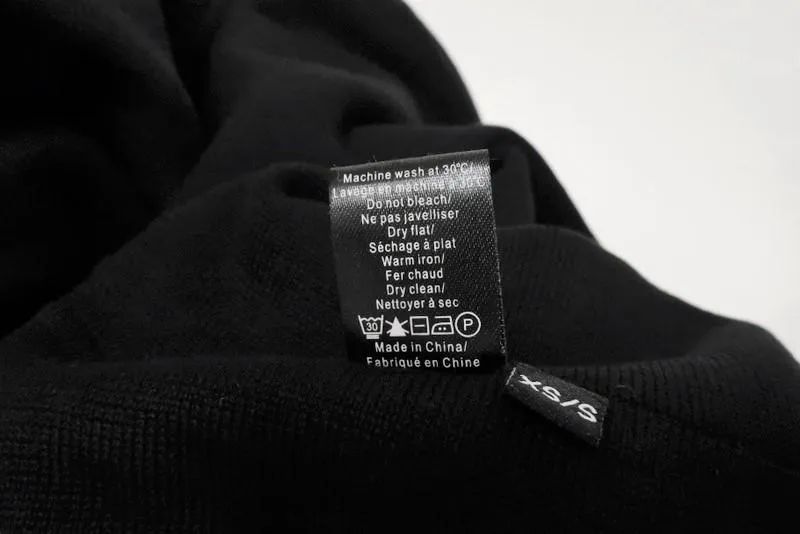 Machine wash at 30°C/
Lavage en machine à 30°C
Do not bleach/
Ne pas javelliser
Dry flat/
Séchage à plat
Warm iron/
Fer chaud
Dry clean/
Nettoyer à sec
30 P
Made in China/
Fabriqué en Chine
XS/S